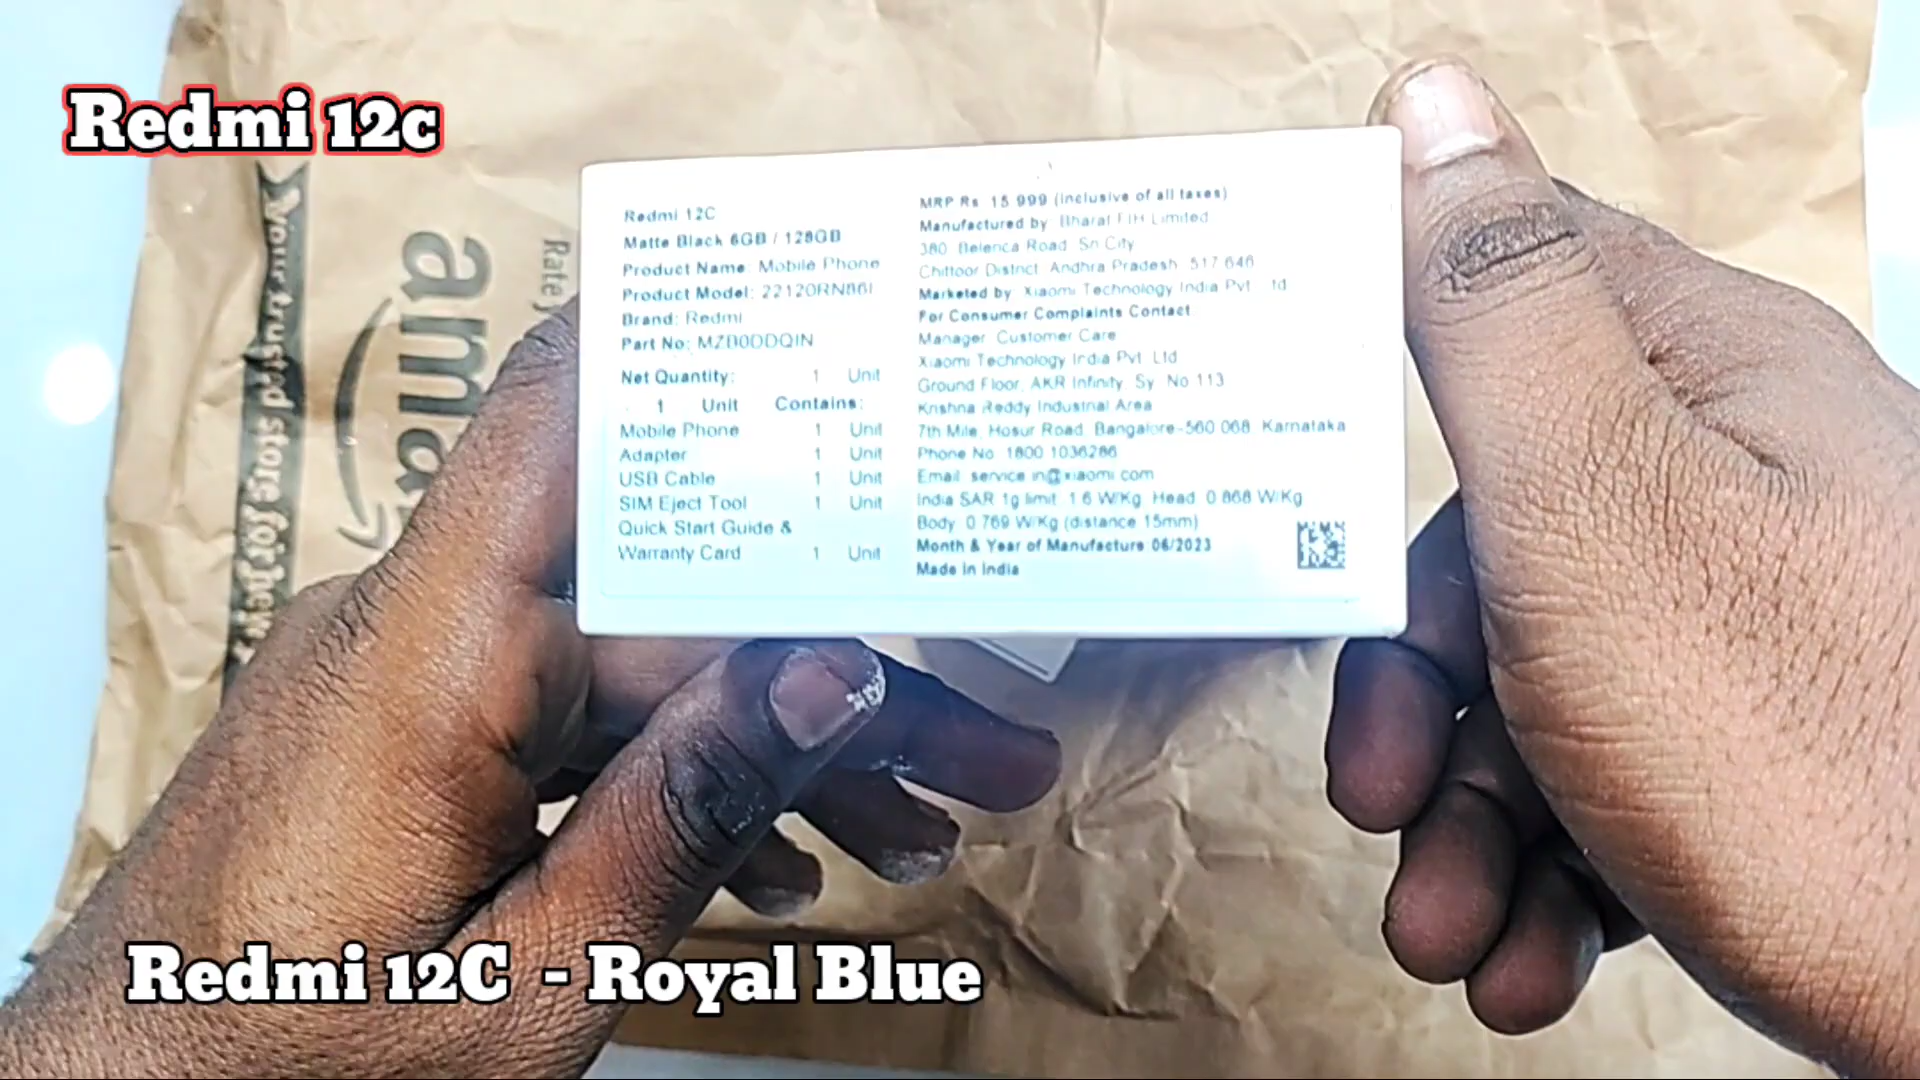 Redmi 12c
Your trusted store for new
amaz
Rate
Redmi 12C
Matte Black 6GB / 128GB
Product Name: Mobile Phone
Product Model: 22120RN86I
Brand: Redmi
Part No: MZB0DDQIN
Net Quantity: 1 Unit
1 Unit Contains:
Mobile Phone 1 Unit
Adapter 1 Unit
USB Cable 1 Unit
SIM Eject Tool 1 Unit
Quick Start Guide &
Warranty Card 1 Unit
MRP Rs. 15,999 (Inclusive of all taxes)
Manufactured by: Bharat FIH Limited
380, Belerica Road, Sri City
Chittoor District, Andhra Pradesh, 517 646
Marketed by: Xiaomi Technology India Pvt. Ltd
For Consumer Complaints Contact
Manager, Customer Care
Xiaomi Technology India Pvt. Ltd
Ground Floor, AKR Infinity, Sy. No 113
Krishna Reddy Industrial Area
7th Mile, Hosur Road, Bangalore-560 068, Karnataka
Phone No. 1800 1036286
Email: service.in@xiaomi.com
India SAR 1g limit: 1.6 W/Kg, Head: 0.868 W/Kg
Body: 0.769 W/Kg (distance 15mm)
Month & Year of Manufacture 06/2023
Made in India
Redmi 12C - Royal Blue